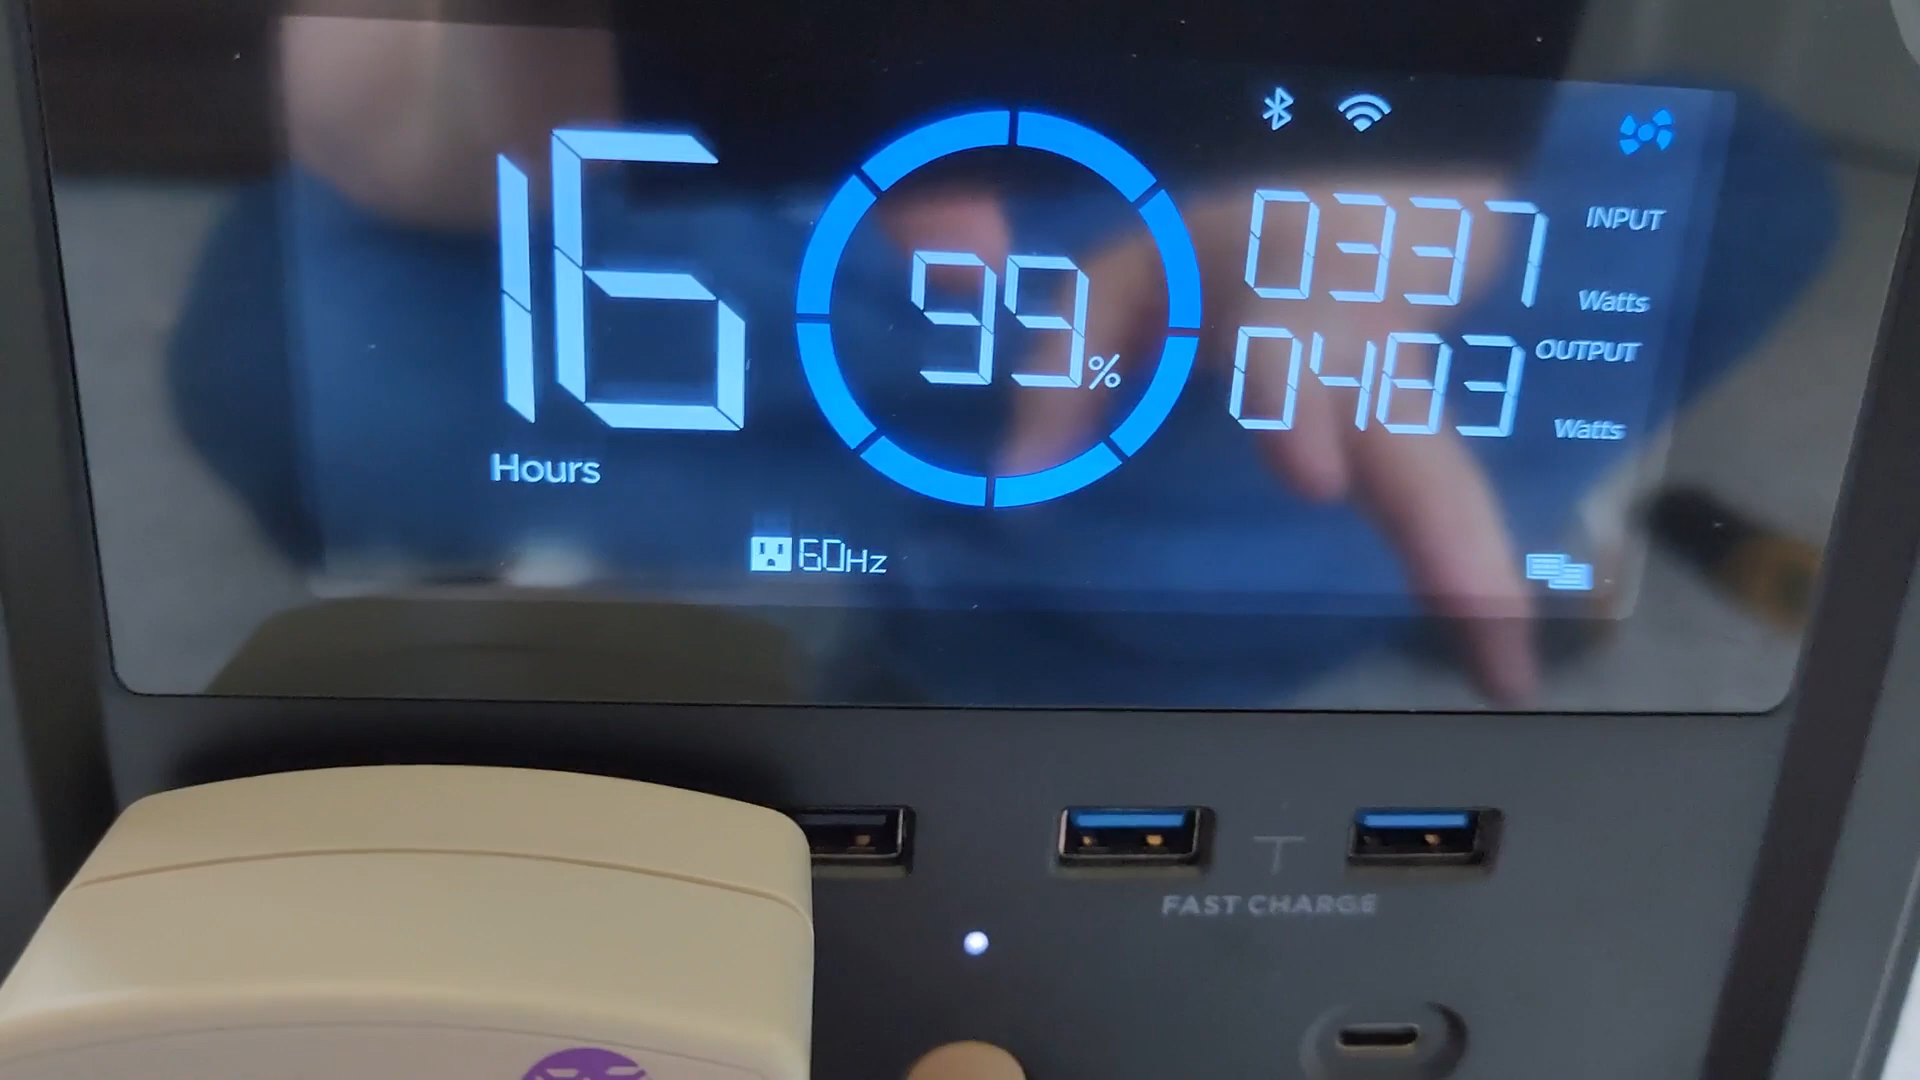 16
Hours
99%
0337
INPUT
Watts
0483
OUTPUT
Watts
60Hz
FAST CHARGE